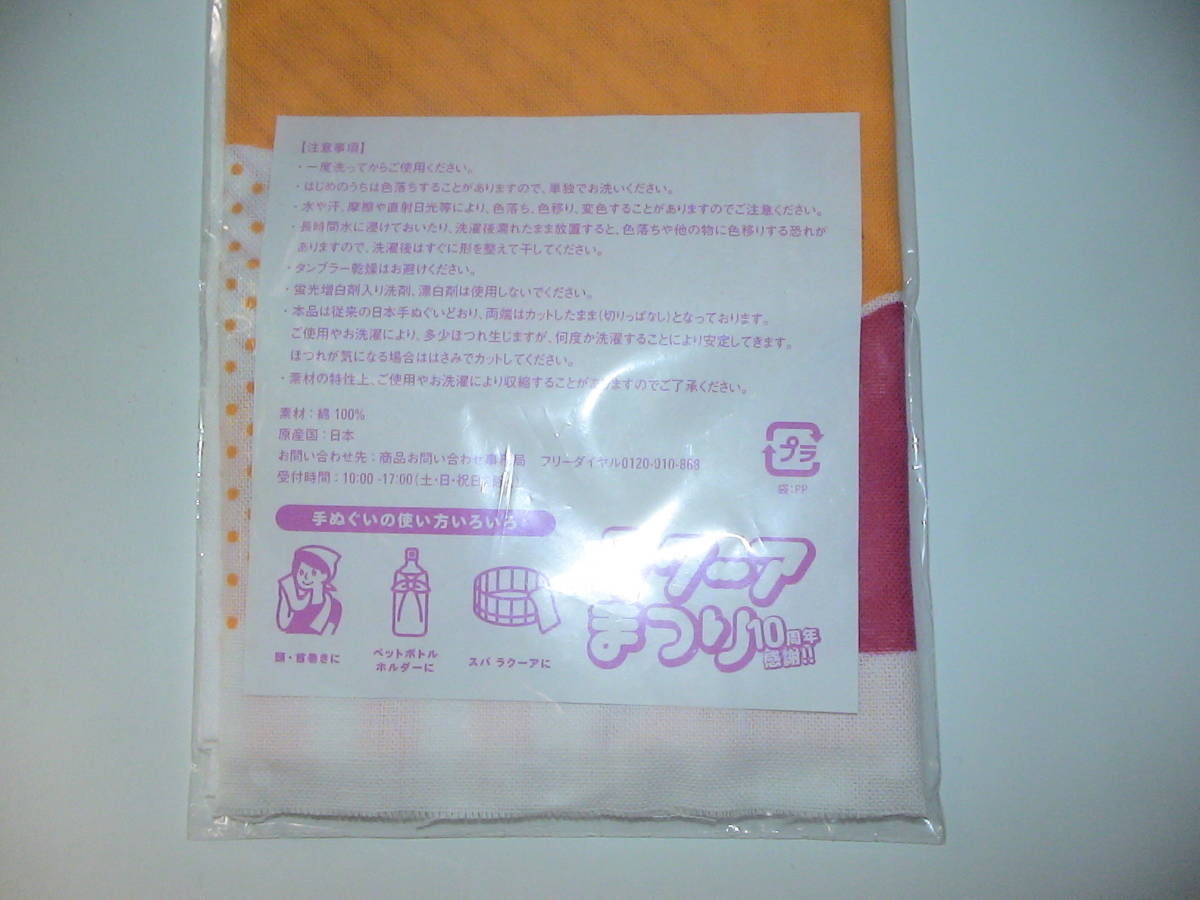 【注意事項】
・一度洗ってからご使用ください。
・はじめのうちは色落ちすることがありますので、単独でお洗いください。
・水や汗、摩擦や直射日光等により、色落ち、色移り、変色することがありますのでご注意ください。
・長時間水に浸けておいたり、洗濯後濡れたまま放置すると、色落ちや他の物に色移りする恐れが
ありますので、洗濯後はすぐに形を整えて干してください。
・タンブラー乾燥はお避けください。
・蛍光増白剤入り洗剤、漂白剤は使用しないでください。
・本品は従来の日本手ぬぐいどおり、両端はカットしたまま(切りっぱなし)となっております。
ご使用やお洗濯により、多少ほつれ生じますが、何度か洗濯することにより安定してきます。
ほつれが気になる場合ははさみでカットしてください。
・素材の特性上、ご使用やお洗濯により収縮することがありますのでご了承ください。
素材：綿 100%
原産国：日本
お問い合わせ先：商品お問い合わせ事務局 フリーダイヤル0120-910-868
受付時間：10:00 -17:00(土・日・祝日
プラ
袋：PP
手ぬぐいの使い方いろいろ
頭・首巻きに
ペットボトル
ホルダーに
スパ ラクーアに
クーア
まつり10周年
感謝!!